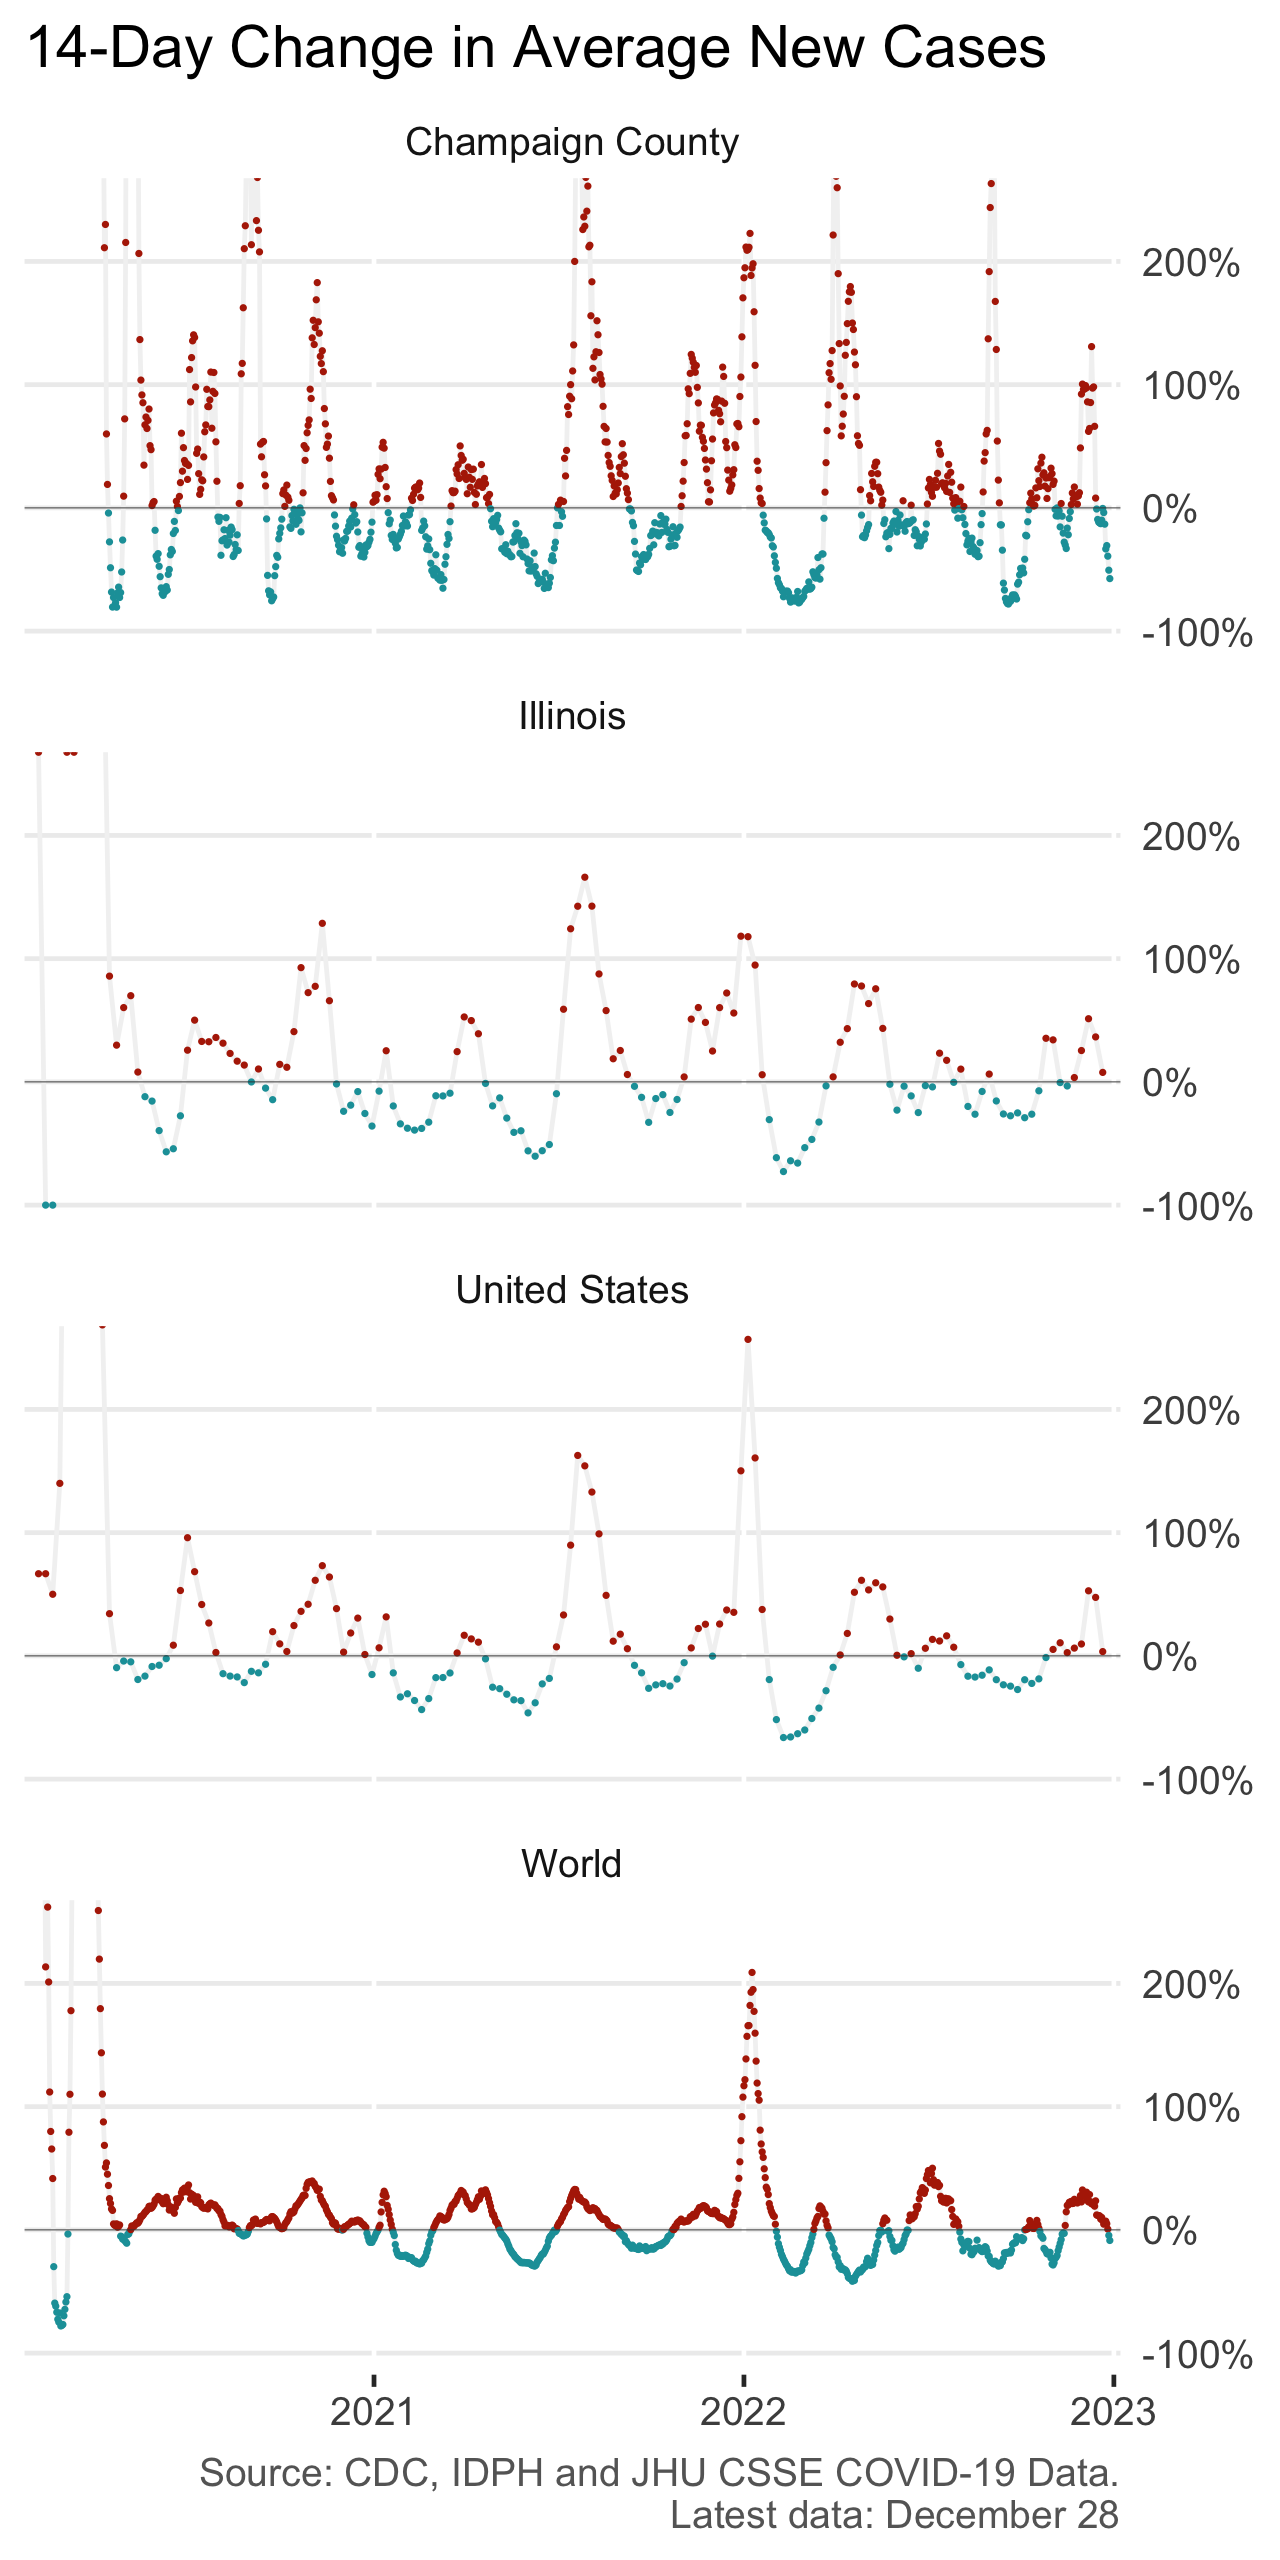 14-Day Change in Average New Cases
Champaign County
200%
100%
0%
-100%
Illinois
200%
100%
0%
-100%
United States
200%
100%
0%
-100%
World
200%
100%
0%
-100%
2021 2022 2023
Source: CDC, IDPH and JHU CSSE COVID-19 Data.
Latest data: December 28